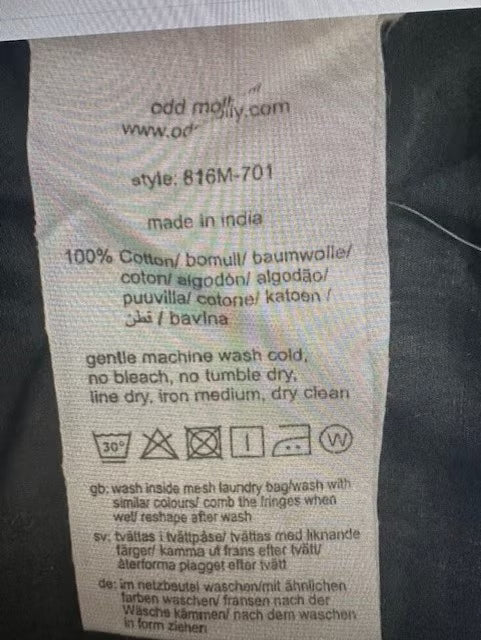 odd molly.com
www.od
style: 816M-701
made in india
100% Cotton/ bomull/ baumwolle/
coton/ algodón/ algodão/
puuvilla/ cotone/ katoen /
قطن / bavlna
gentle machine wash cold,
no bleach, no tumble dry,
line dry, iron medium, dry clean
30° W
gb: wash inside mesh laundry bag/wash with
similar colours/ comb the fringes when
wet/ reshape after wash
sv: tvättas i tvättpåse/ tvättas med liknande
färger/ kamma ut frans efter tvätt/
återforma plagget efter tvätt
de: im netzbeutel waschen/mit ähnlichen
farben waschen/ fransen nach der
Wäsche kämmen/ nach dem waschen
in form ziehen